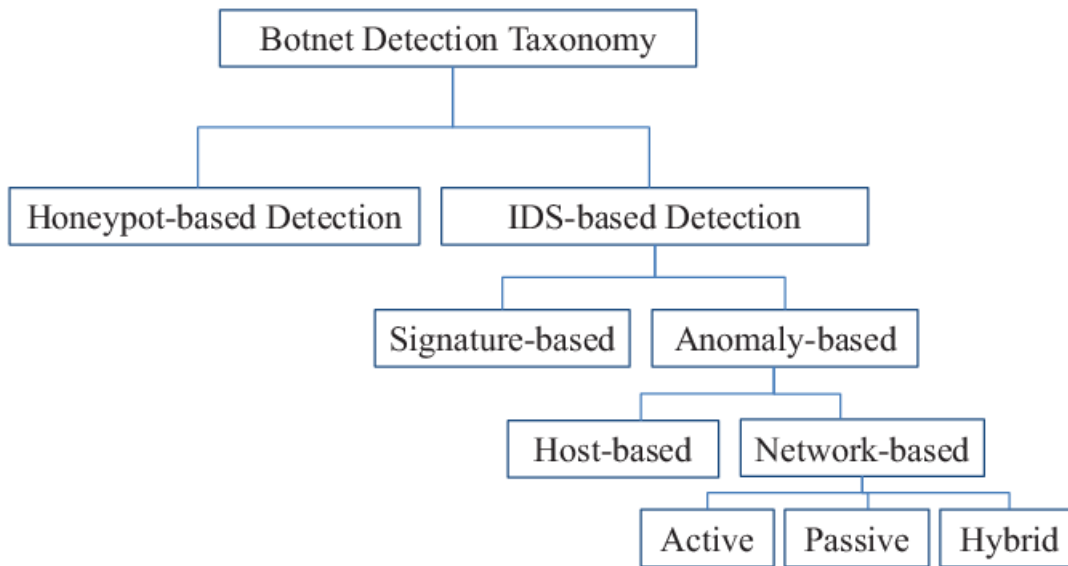 Botnet Detection Taxonomy
Honeypot-based Detection
IDS-based Detection
Signature-based
Anomaly-based
Host-based
Network-based
Active
Passive
Hybrid